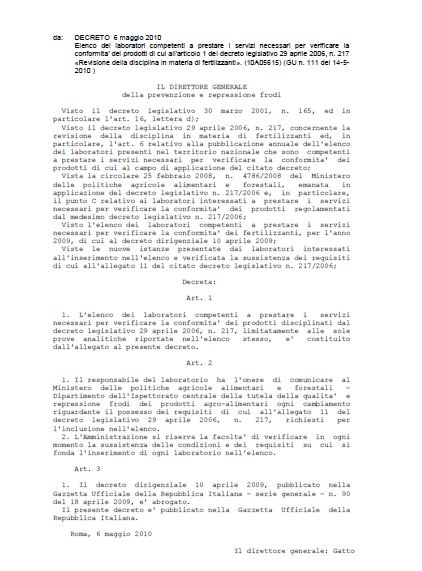 da: DECRETO 6 maggio 2010
Elenco dei laboratori competenti a prestare i servizi necessari per verificare la
conformita' dei prodotti di cui all'articolo 1 del decreto legislativo 29 aprile 2006, n. 217
«Revisione della disciplina in materia di fertilizzanti». (10A05615) (GU n. 111 del 14-5-
2010 )
IL DIRETTORE GENERALE
della prevenzione e repressione frodi
Visto il decreto legislativo 30 marzo 2001, n. 165, ed in
particolare l'art. 16, lettera d);
Visto il decreto legislativo 29 aprile 2006, n. 217, concernente la
revisione della disciplina in materia di fertilizzanti ed, in
particolare, l'art. 6 relativo alla pubblicazione annuale dell'elenco
dei laboratori presenti nel territorio nazionale che sono competenti
a prestare i servizi necessari per verificare la conformita' dei
prodotti di cui al campo di applicazione del citato decreto;
Vista la circolare 25 febbraio 2008, n. 4786/2008 del Ministero
delle politiche agricole alimentari e forestali, emanata in
applicazione del decreto legislativo n. 217/2006 e, in particolare,
il punto C relativo ai laboratori interessati a prestare i servizi
necessari per verificare la conformita' dei prodotti regolamentati
dal medesimo decreto legislativo n. 217/2006;
Visto l'elenco dei laboratori competenti a prestare i servizi
necessari per verificare la conformita' dei fertilizzanti, per l'anno
2009, di cui al decreto dirigenziale 10 aprile 2009;
Viste le nuove istanze presentate dai laboratori interessati
all'inserimento nell'elenco e verificata la sussistenza dei requisiti
di cui all'allegato 11 del citato decreto legislativo n. 217/2006;
Decreta:
Art. 1
1. L'elenco dei laboratori competenti a prestare i servizi
necessari per verificare la conformita' dei prodotti disciplinati dal
decreto legislativo 29 aprile 2006, n. 217, limitatamente alle sole
prove analitiche riportate nell'elenco stesso, e' costituito
dall'allegato al presente decreto.
Art. 2
1. Il responsabile del laboratorio ha l'onere di comunicare al
Ministero delle politiche agricole alimentari e forestali -
Dipartimento dell'Ispettorato centrale della tutela della qualita' e
repressione frodi dei prodotti agro-alimentari ogni cambiamento
riguardante il possesso dei requisiti di cui all'allegato 11 del
decreto legislativo 29 aprile 2006, n. 217, richiesti per
l'inclusione nell'elenco.
2. L'Amministrazione si riserva la facolta' di verificare in ogni
momento la sussistenza delle condizioni e dei requisiti su cui si
fonda l'inserimento di ogni laboratorio nell'elenco.
Art. 3
1. Il decreto dirigenziale 10 aprile 2009, pubblicato nella
Gazzetta Ufficiale della Repubblica Italiana - serie generale - n. 90
del 18 aprile 2009, e' abrogato.
Il presente decreto e' pubblicato nella Gazzetta Ufficiale della
Repubblica Italiana.
Roma, 6 maggio 2010
Il direttore generale: Gatto